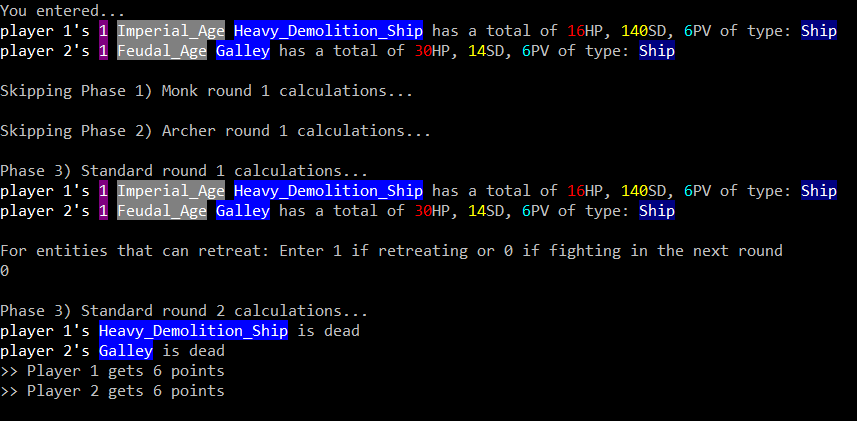 You entered...
player 1's 1 Imperial_Age Heavy_Demolition_Ship has a total of 16HP, 140SD, 6PV of type: Ship
player 2's 1 Feudal_Age Galley has a total of 30HP, 14SD, 6PV of type: Ship
Skipping Phase 1) Monk round 1 calculations...
Skipping Phase 2) Archer round 1 calculations...
Phase 3) Standard round 1 calculations...
player 1's 1 Imperial_Age Heavy_Demolition_Ship has a total of 16HP, 140SD, 6PV of type: Ship
player 2's 1 Feudal_Age Galley has a total of 30HP, 14SD, 6PV of type: Ship
For entities that can retreat: Enter 1 if retreating or 0 if fighting in the next round
0
Phase 3) Standard round 2 calculations...
player 1's Heavy_Demolition_Ship is dead
player 2's Galley is dead
>> Player 1 gets 6 points
>> Player 2 gets 6 points